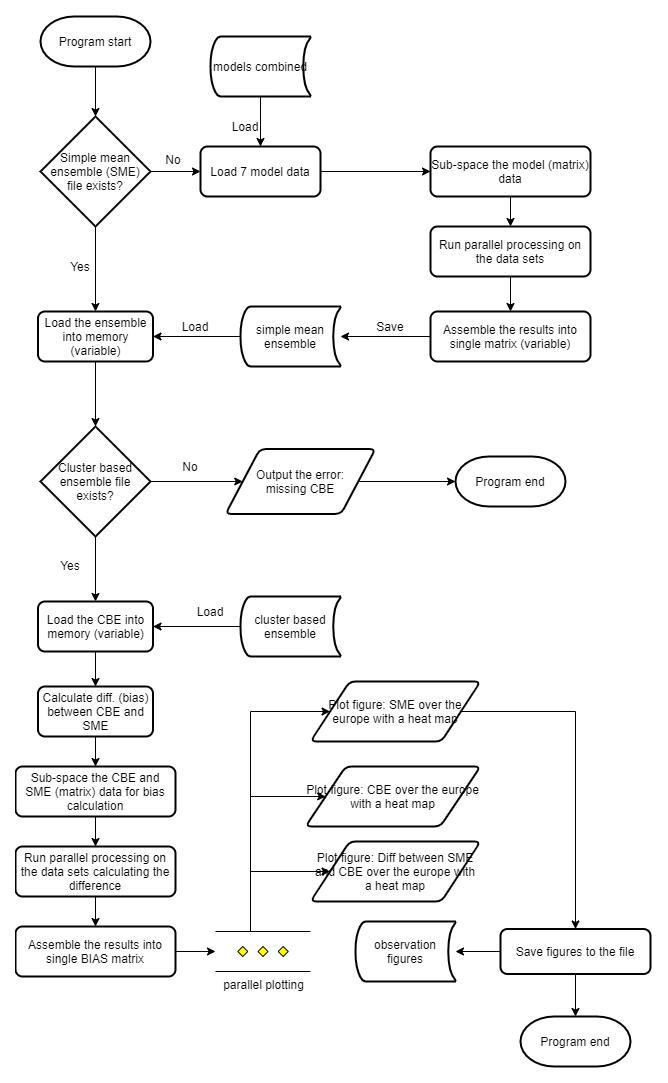 Program start
models combined
Load
Simple mean
ensemble (SME)
file exists?
No
Load 7 model data
Sub-space the model (matrix)
data
Run parallel processing on
the data sets
Yes
Load the ensemble
into memory
(variable)
Load
simple mean
ensemble
Save
Assemble the results into
single matrix (variable)
Cluster based
ensemble file
exists?
No
Output the error:
missing CBE
Program end
Yes
Load the CBE into
memory (variable)
Load
cluster based
ensemble
Calculate diff. (bias)
between CBE and
SME
Plot figure: SME over the
europe with a heat map
Sub-space the CBE and
SME (matrix) data for bias
calculation
Plot figure: CBE over the europe
with a heat map
Run parallel processing on
the data sets calculating the
difference
Plot figure: Diff between SME
and CBE over the europe with
a heat map
Assemble the results into
single BIAS matrix
parallel plotting
observation
figures
Save figures to the file
Program end